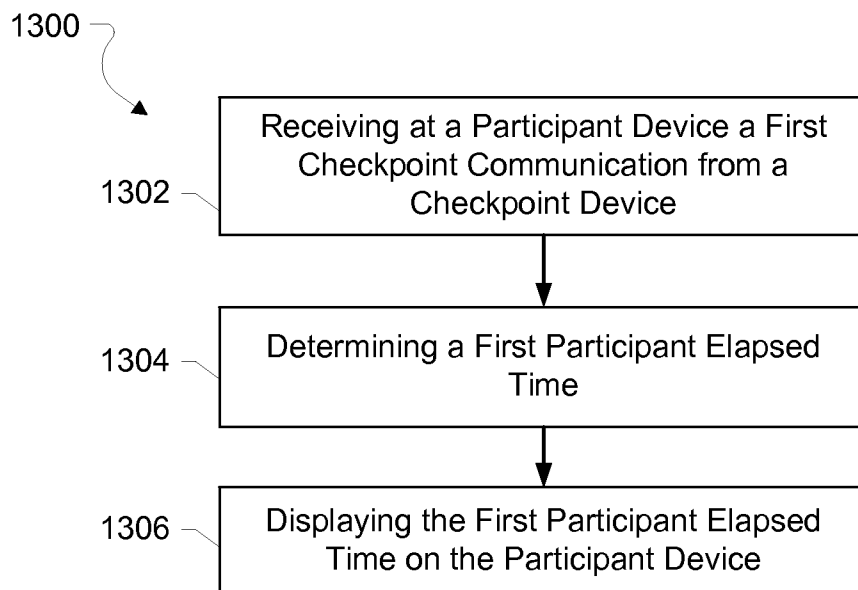 1300
Receiving at a Participant Device a First
Checkpoint Communication from a
Checkpoint Device
1302
Determining a First Participant Elapsed
Time
1304
Displaying the First Participant Elapsed
Time on the Participant Device
1306